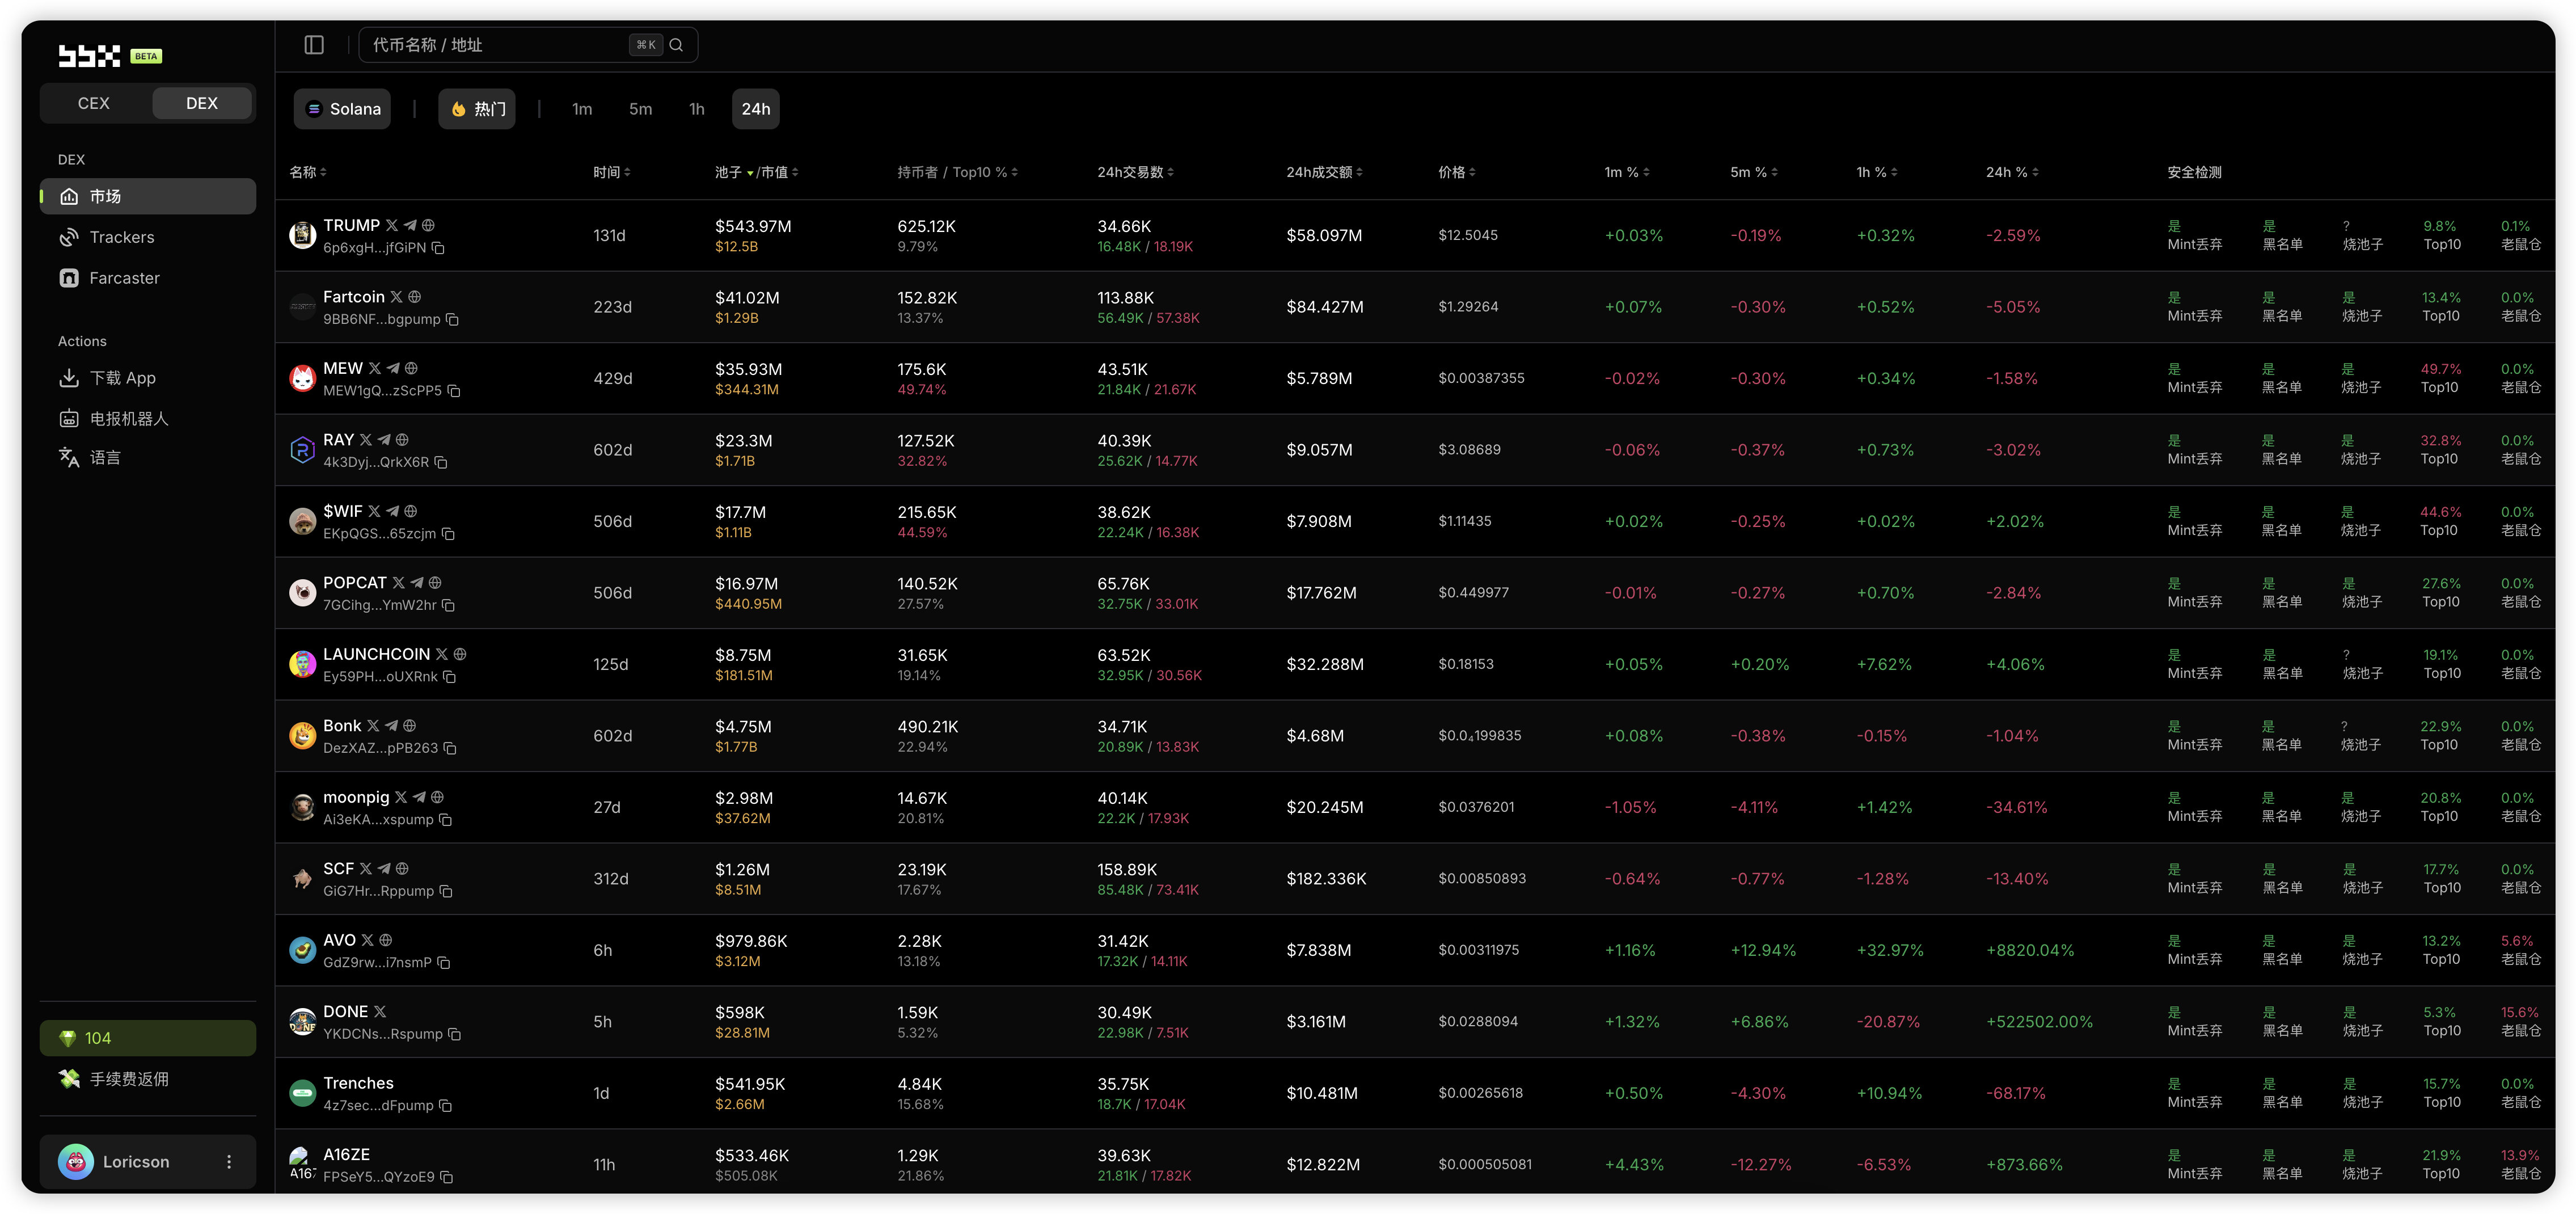 bbx BETA
CEX DEX
DEX
市场
Trackers
Farcaster
Actions
下载 App
电报机器人
语言
104
手续费返佣
Loricson
代币名称 / 地址 ⌘K
Solana | 热门 | 1m 5m 1h 24h
名称 时间 池子 /市值 持币者 / Top10 % 24h交易数 24h成交额 价格 1m % 5m % 1h % 24h % 安全检测
TRUMP $543.97M 625.12K 34.66K 是 是 ? 9.8% 0.1%
131d $58.097M $12.5045 +0.03% -0.19% +0.32% -2.59%
6p6xgH...jfGiPN $12.5B 9.79% 16.48K / 18.19K Mint丢弃 黑名单 烧池子 Top10 老鼠仓
Fartcoin $41.02M 152.82K 113.88K 是 是 是 13.4% 0.0%
223d $84.427M $1.29264 +0.07% -0.30% +0.52% -5.05%
9BB6NF...bgpump $1.29B 13.37% 56.49K / 57.38K Mint丢弃 黑名单 烧池子 Top10 老鼠仓
MEW $35.93M 175.6K 43.51K 是 是 是 49.7% 0.0%
429d $5.789M $0.00387355 -0.02% -0.30% +0.34% -1.58%
MEW1gQ...zScPP5 $344.31M 49.74% 21.84K / 21.67K Mint丢弃 黑名单 烧池子 Top10 老鼠仓
RAY $23.3M 127.52K 40.39K 是 是 是 32.8% 0.0%
602d $9.057M $3.08689 -0.06% -0.37% +0.73% -3.02%
4k3Dyj...QrkX6R $1.71B 32.82% 25.62K / 14.77K Mint丢弃 黑名单 烧池子 Top10 老鼠仓
$WIF $17.7M 215.65K 38.62K 是 是 是 44.6% 0.0%
506d $7.908M $1.11435 +0.02% -0.25% +0.02% +2.02%
EKpQGS...65zcjm $1.11B 44.59% 22.24K / 16.38K Mint丢弃 黑名单 烧池子 Top10 老鼠仓
POPCAT $16.97M 140.52K 65.76K 是 是 是 27.6% 0.0%
506d $17.762M $0.449977 -0.01% -0.27% +0.70% -2.84%
7GCihg...YmW2hr $440.95M 27.57% 32.75K / 33.01K Mint丢弃 黑名单 烧池子 Top10 老鼠仓
LAUNCHCOIN $8.75M 31.65K 63.52K 是 是 ? 19.1% 0.0%
125d $32.288M $0.18153 +0.05% +0.20% +7.62% +4.06%
Ey59PH...oUXRnk $181.51M 19.14% 32.95K / 30.56K Mint丢弃 黑名单 烧池子 Top10 老鼠仓
Bonk $4.75M 490.21K 34.71K 是 是 ? 22.9% 0.0%
602d $4.68M $0.0₄199835 +0.08% -0.38% -0.15% -1.04%
DezXAZ...pPB263 $1.77B 22.94% 20.89K / 13.83K Mint丢弃 黑名单 烧池子 Top10 老鼠仓
moonpig $2.98M 14.67K 40.14K 是 是 是 20.8% 0.0%
27d $20.245M $0.0376201 -1.05% -4.11% +1.42% -34.61%
Ai3eKA...xspump $37.62M 20.81% 22.2K / 17.93K Mint丢弃 黑名单 烧池子 Top10 老鼠仓
SCF $1.26M 23.19K 158.89K 是 是 是 17.7% 0.0%
312d $182.336K $0.00850893 -0.64% -0.77% -1.28% -13.40%
GiG7Hr...Rppump $8.51M 17.67% 85.48K / 73.41K Mint丢弃 黑名单 烧池子 Top10 老鼠仓
AVO $979.86K 2.28K 31.42K 是 是 是 13.2% 5.6%
6h $7.838M $0.00311975 +1.16% +12.94% +32.97% +8820.04%
GdZ9rw...i7nsmP $3.12M 13.18% 17.32K / 14.11K Mint丢弃 黑名单 烧池子 Top10 老鼠仓
DONE $598K 1.59K 30.49K 是 是 是 5.3% 15.6%
5h $3.161M $0.0288094 +1.32% +6.86% -20.87% +522502.00%
YKDCNs...Rspump $28.81M 5.32% 22.98K / 7.51K Mint丢弃 黑名单 烧池子 Top10 老鼠仓
Trenches $541.95K 4.84K 35.75K 是 是 是 15.7% 0.0%
1d $10.481M $0.00265618 +0.50% -4.30% +10.94% -68.17%
4z7sec...dFpump $2.66M 15.68% 18.7K / 17.04K Mint丢弃 黑名单 烧池子 Top10 老鼠仓
A16ZE $533.46K 1.29K 39.63K 是 是 是 21.9% 13.9%
11h $12.822M $0.000505081 +4.43% -12.27% -6.53% +873.66%
FPSeY5...QYzoE9 $505.08K 21.86% 21.81K / 17.82K Mint丢弃 黑名单 烧池子 Top10 老鼠仓